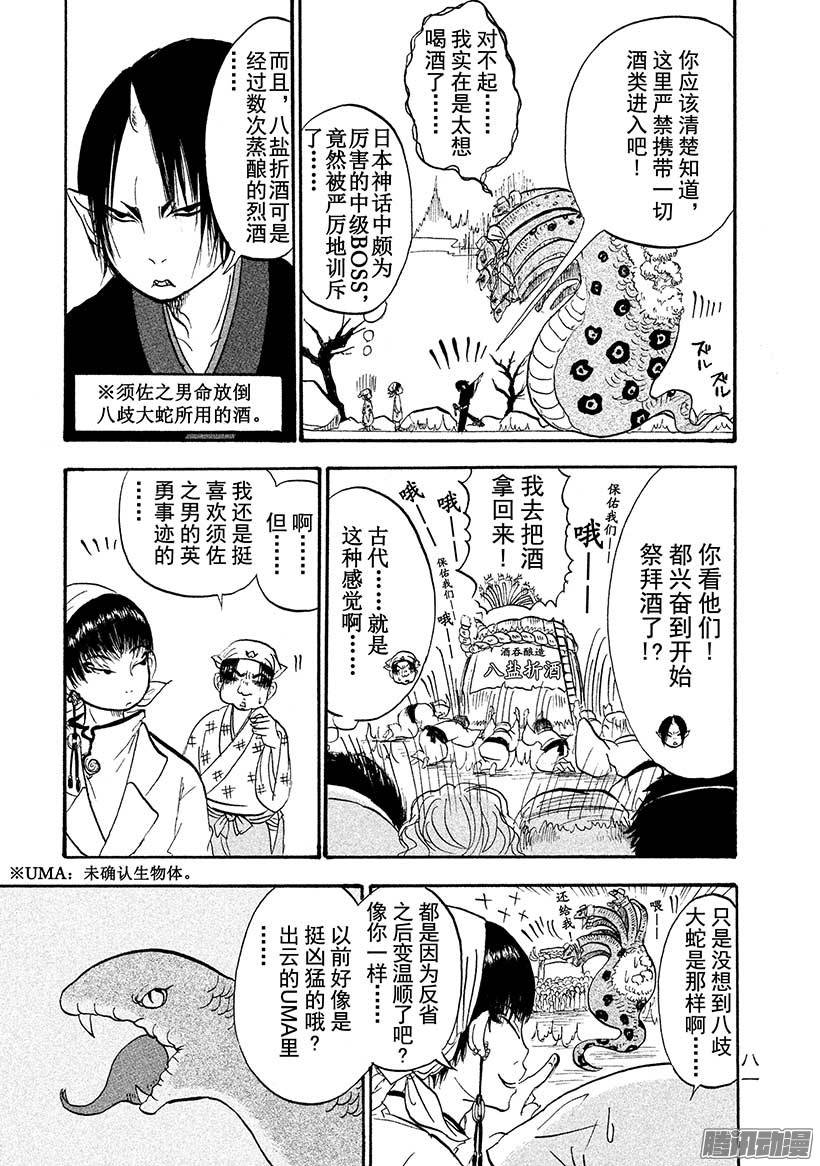 你应该清楚知道，
这里严禁携带一切
酒类进入吧！
对不起……
我实在是太想
喝酒了……
日本神话中颇为
厉害的中级BOSS，
竟然被严厉地训斥
了……
ズル
ズル
而且，八盐折酒可是
经过数次蒸酿的烈酒
……
※须佐之男命放倒
八歧大蛇所用的酒。
你看他们！
都兴奋到开始
祭拜酒了！？
保佑我们！
哦——
我去把酒
拿回来！
哦——
保佑我们！
哦——
哦——
酒吞酿造
八盐折酒
古代……就是
这种感觉啊……
啊……
但……
我还是挺
喜欢须佐
之男的英
勇事迹的
……
※UMA：未确认生物体。
只是没想到八歧
大蛇是那样啊……
喂——
还给我！
都是因为反省
之后变温顺了吧？
像你一样……
以前好像是
挺凶猛的哦？
出云的UMA里
……
八一
腾讯动漫